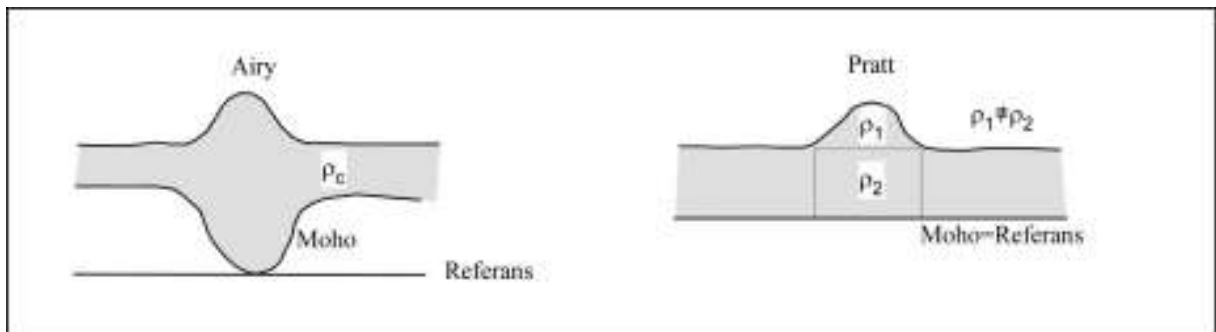 Airy
ρc
Moho
Referans
Pratt
ρ1
ρ1≠ρ2
ρ2
Moho=Referans